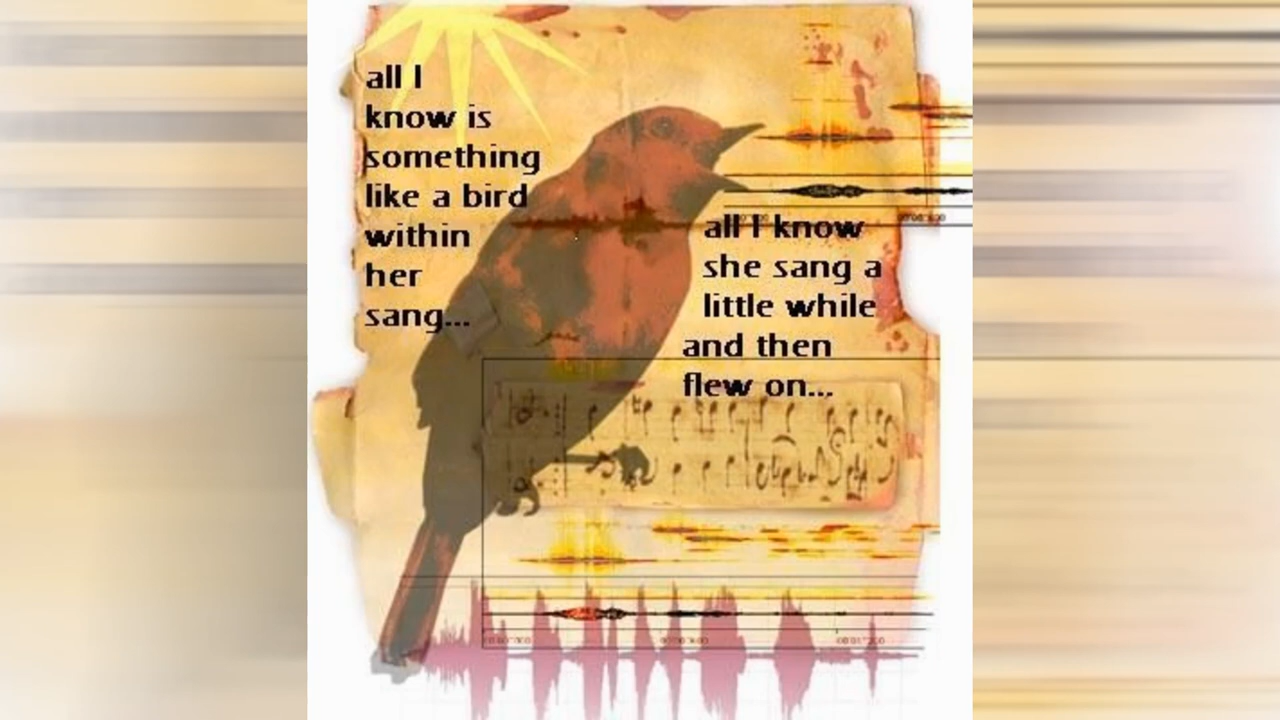 all I
know is
something
like a bird
within
her
sang...
all I know
she sang a
little while
and then
flew on...